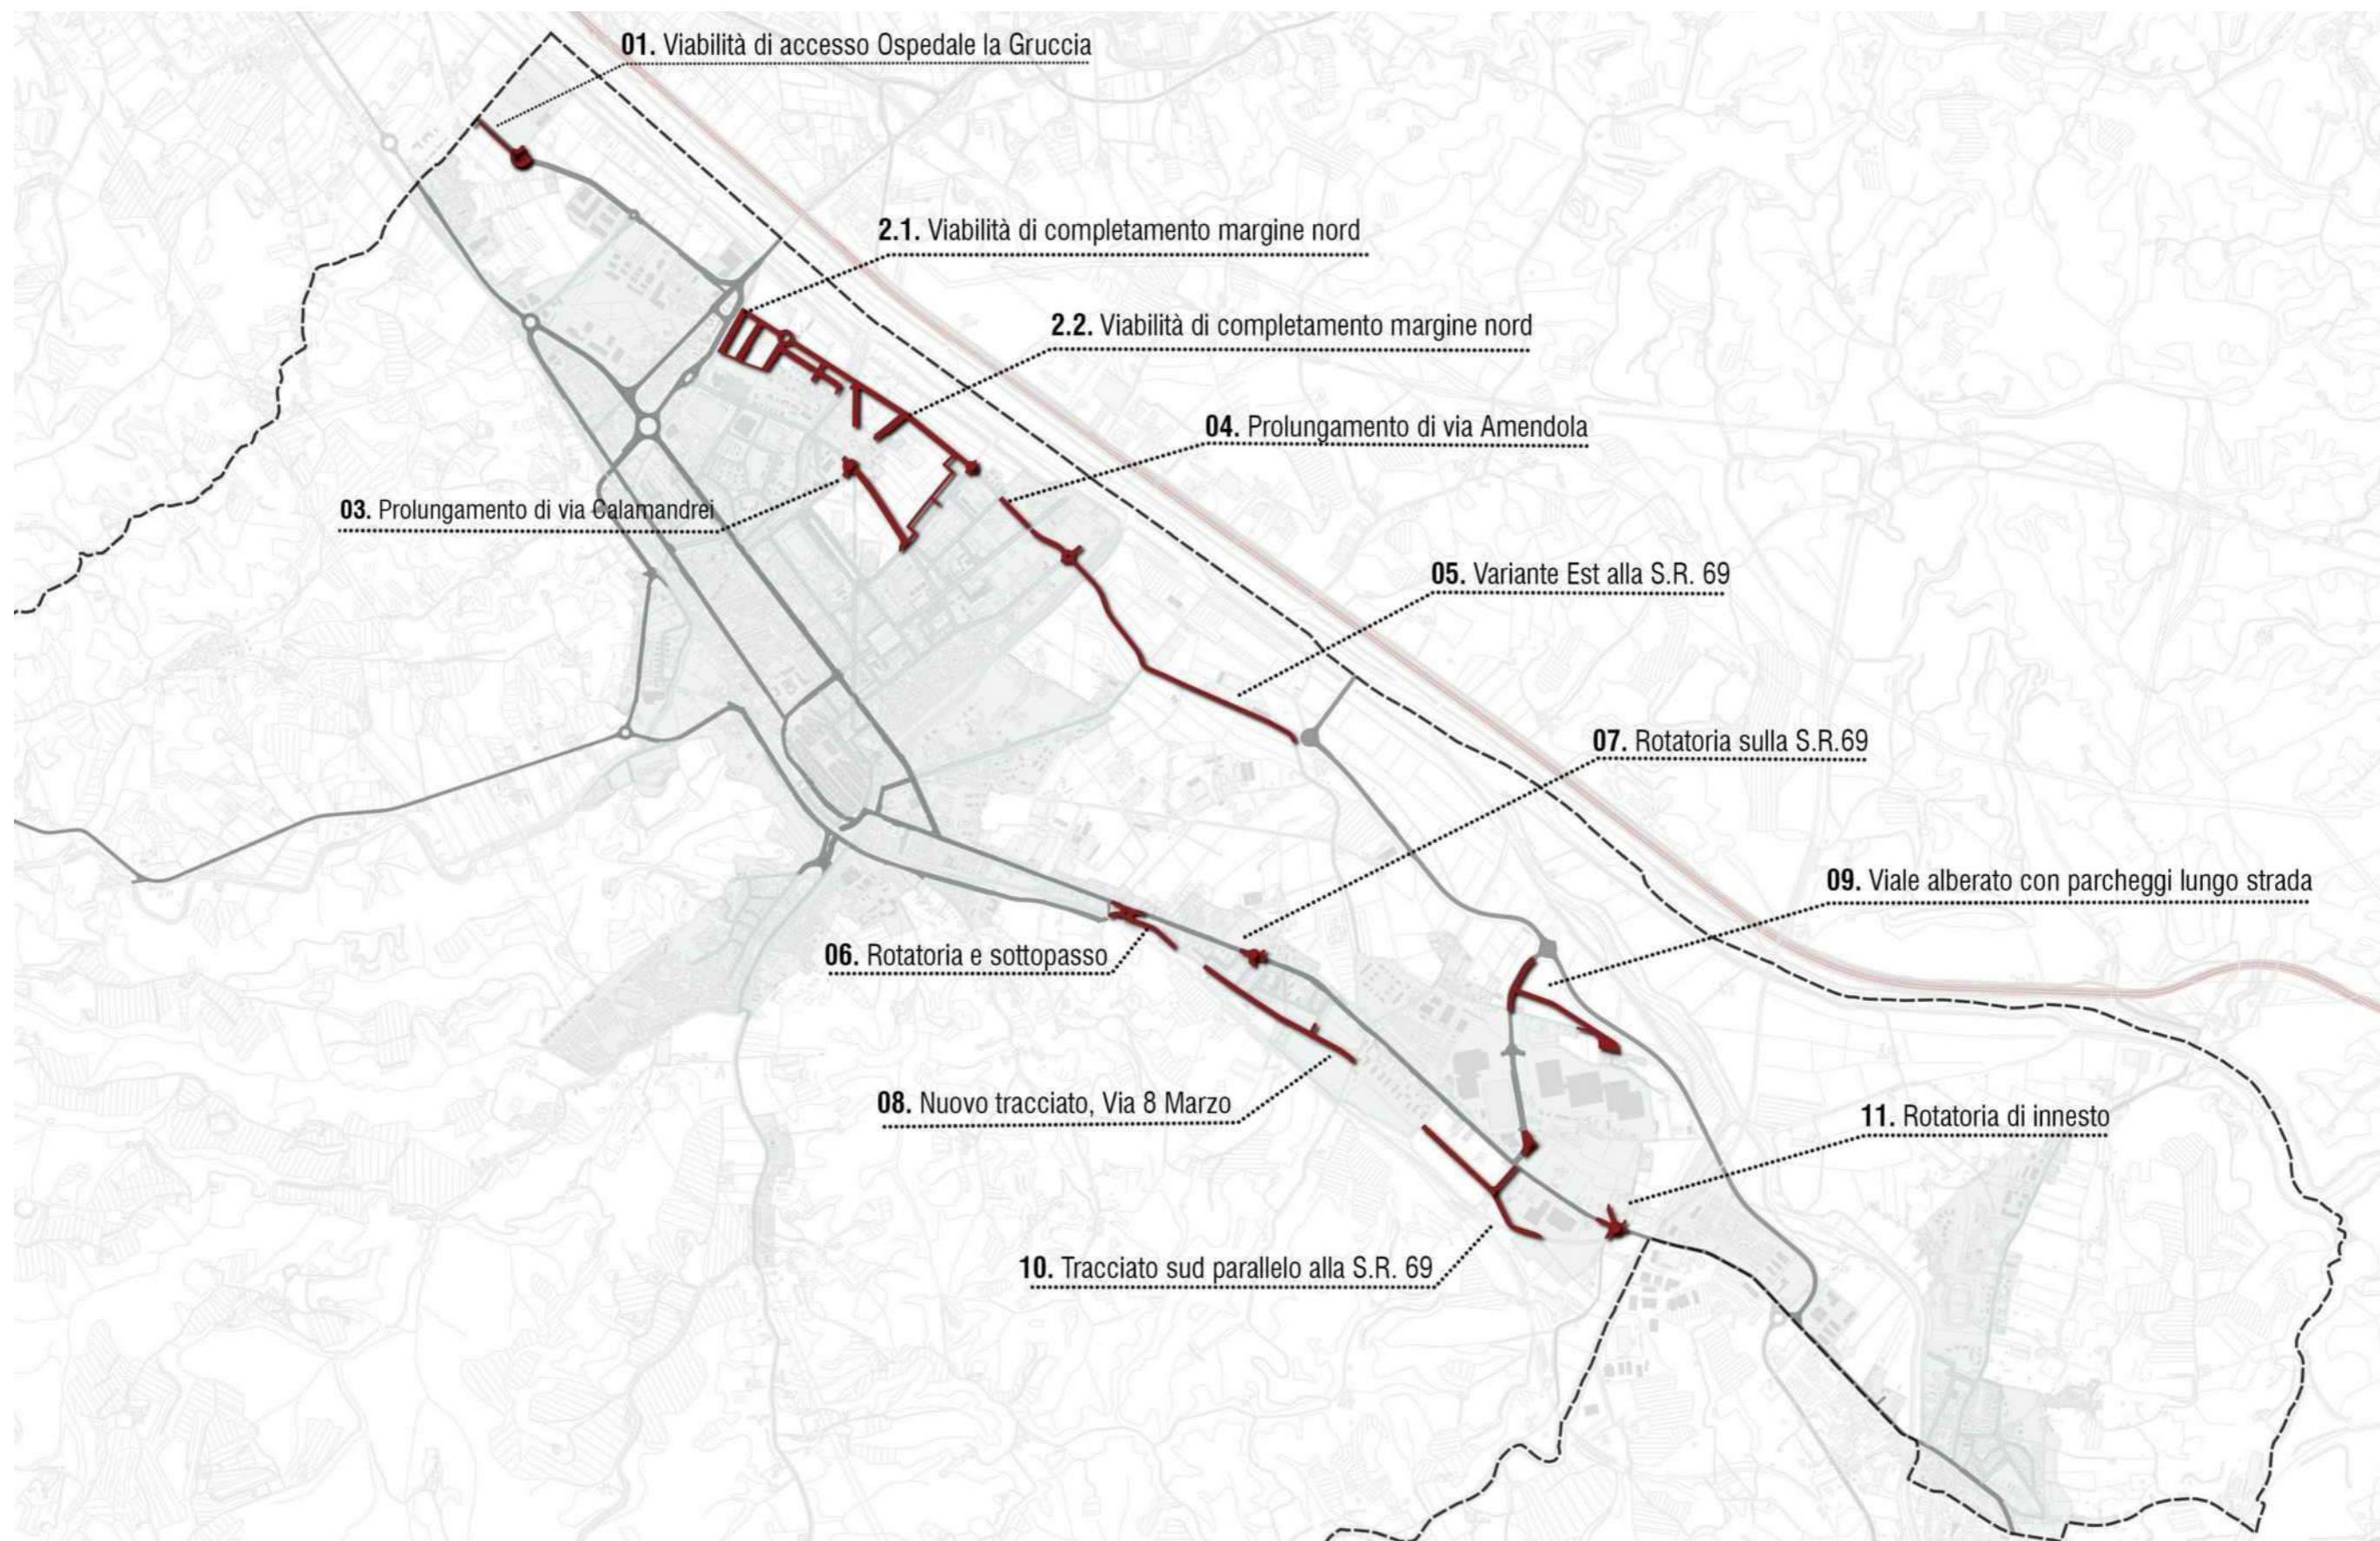 01. Viabilità di accesso Ospedale la Gruccia
2.1. Viabilità di completamento margine nord
2.2. Viabilità di completamento margine nord
04. Prolungamento di via Amendola
03. Prolungamento di via Calamandrei
05. Variante Est alla S.R. 69
07. Rotatoria sulla S.R.69
09. Viale alberato con parcheggi lungo strada
06. Rotatoria e sottopasso
08. Nuovo tracciato, Via 8 Marzo
11. Rotatoria di innesto
10. Tracciato sud parallelo alla S.R. 69